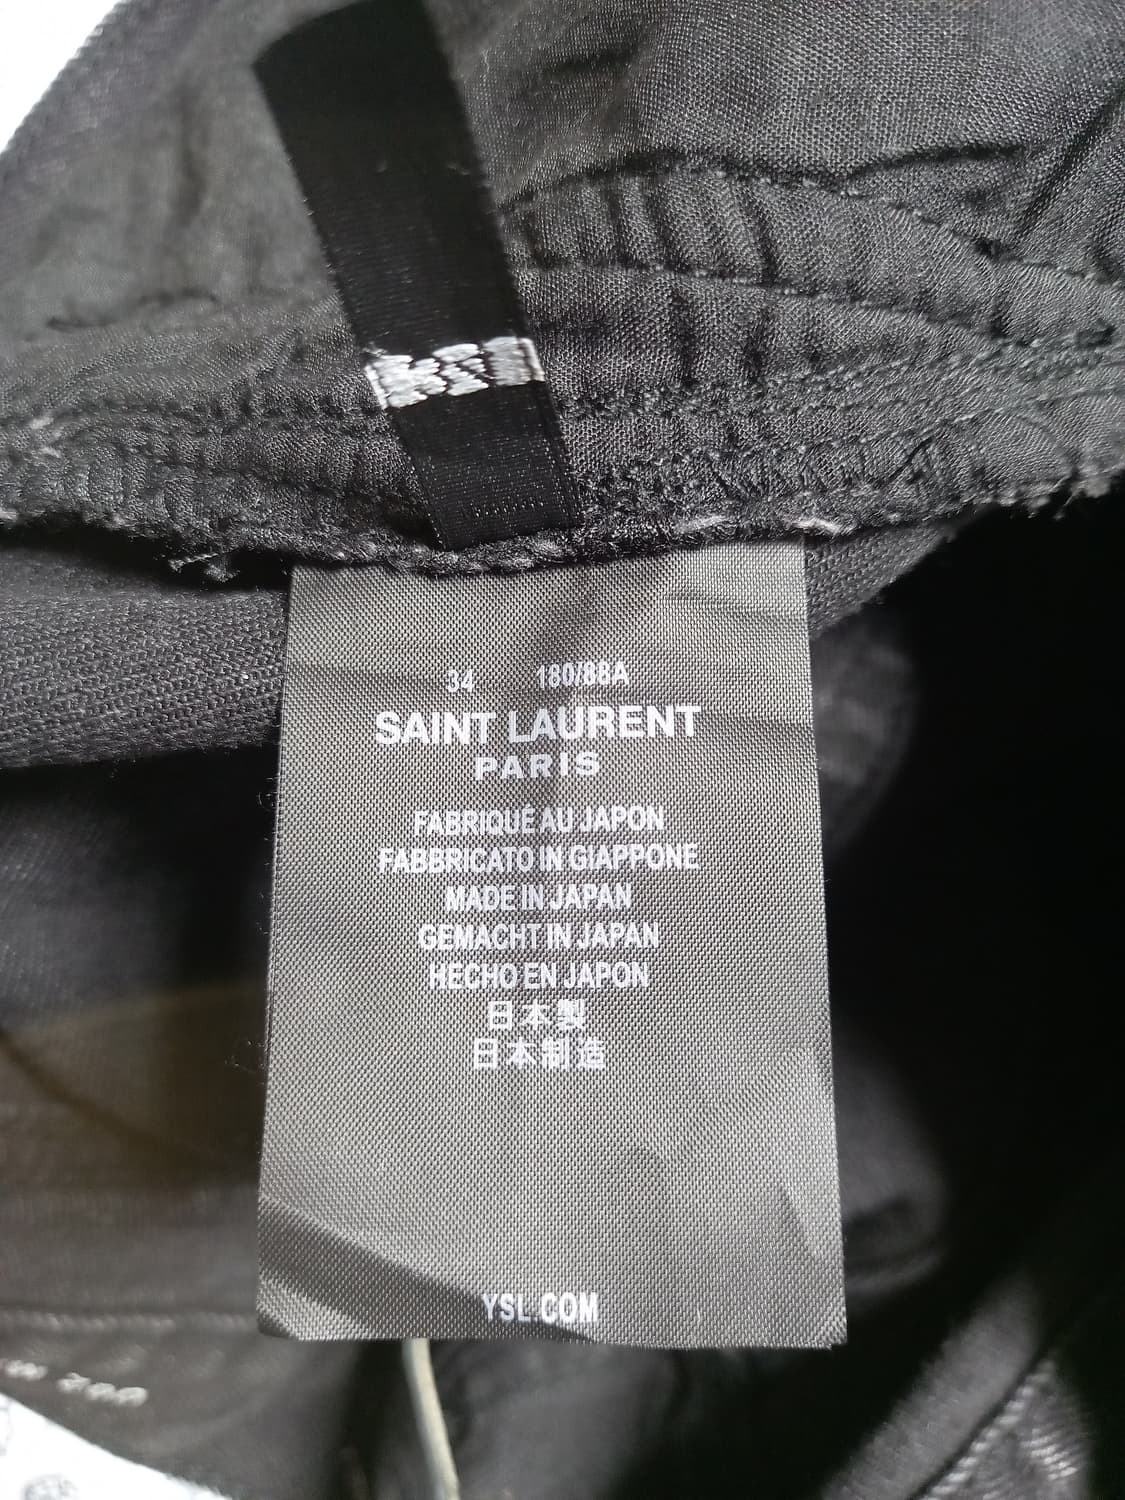 34 180/88A
SAINT LAURENT
PARIS
FABRIQUÉ AU JAPON
FABBRICATO IN GIAPPONE
MADE IN JAPAN
GEMACHT IN JAPAN
HECHO EN JAPON
日本製
日本制造
YSL.COM